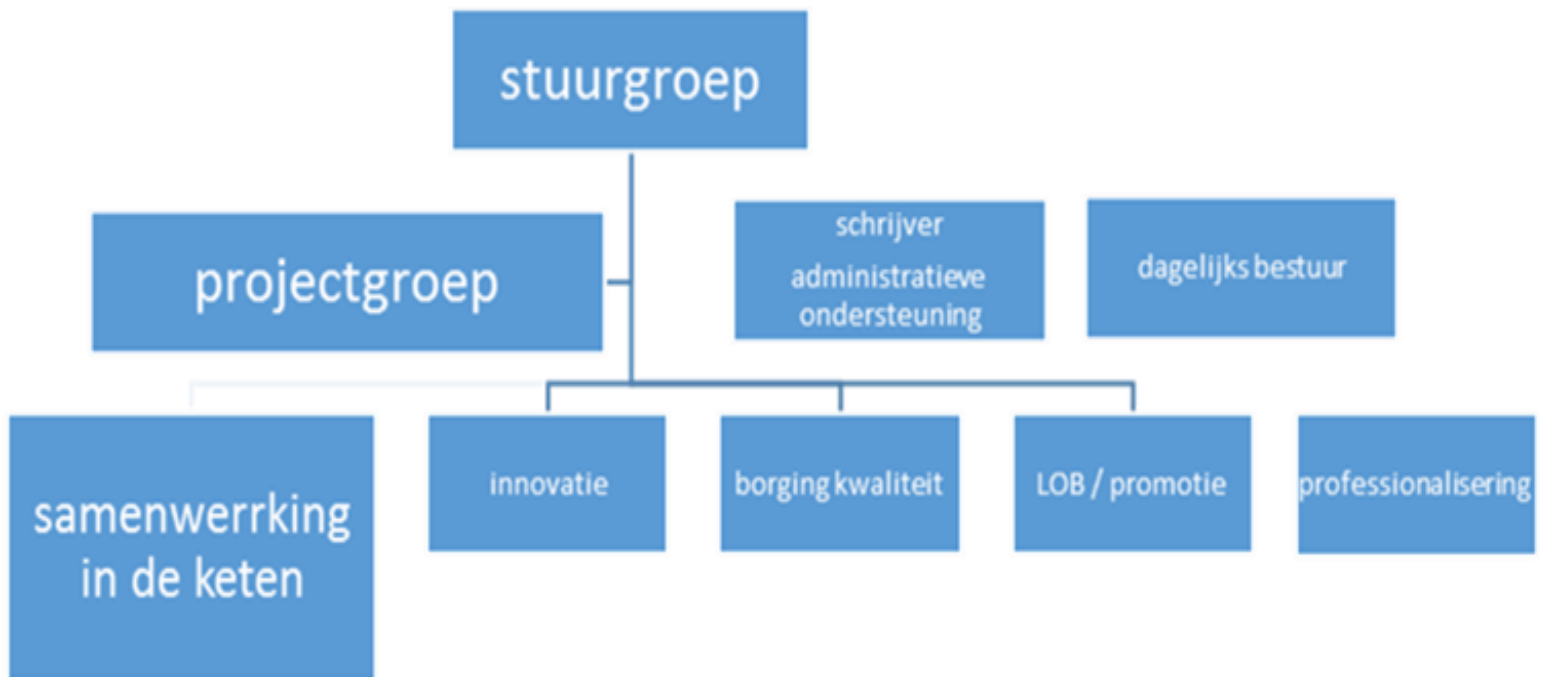 stuurgroep
projectgroep
schrijver
administratieve
ondersteuning
dagelijks bestuur
samenwerrking
in de keten
innovatie
borging kwaliteit
LOB / promotie
professionalisering